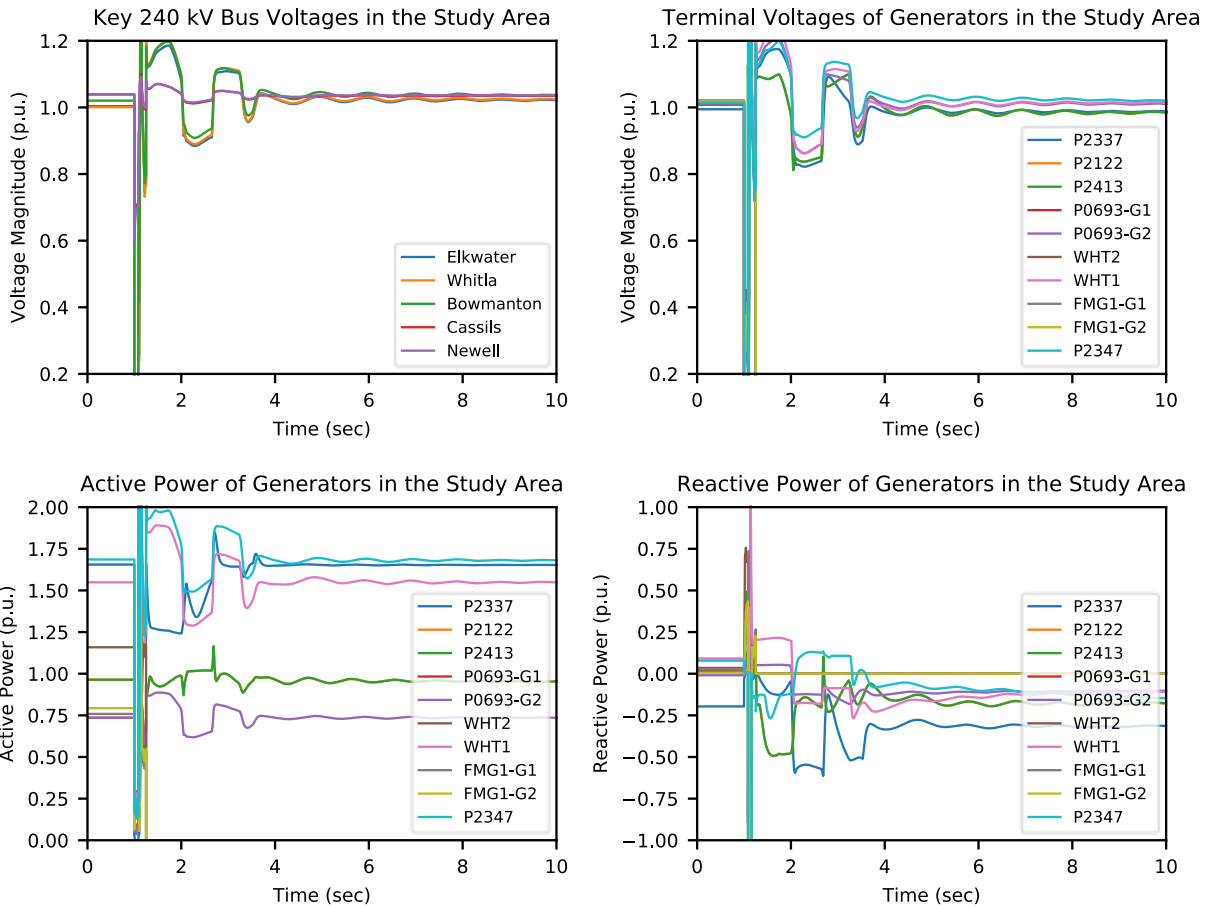 Key 240 kV Bus Voltages in the Study Area
1.2
1.0
0.8
0.6
0.4
0.2
Voltage Magnitude (p.u.)
Elkwater
Whitla
Bowmanton
Cassils
Newell
0 2 4 6 8 10
Time (sec)
Terminal Voltages of Generators in the Study Area
1.2
1.0
0.8
0.6
0.4
0.2
Voltage Magnitude (p.u.)
P2337
P2122
P2413
P0693-G1
P0693-G2
WHT2
WHT1
FMG1-G1
FMG1-G2
P2347
0 2 4 6 8 10
Time (sec)
Active Power of Generators in the Study Area
2.00
1.75
1.50
1.25
1.00
0.75
0.50
0.25
0.00
Active Power (p.u.)
P2337
P2122
P2413
P0693-G1
P0693-G2
WHT2
WHT1
FMG1-G1
FMG1-G2
P2347
0 2 4 6 8 10
Time (sec)
Reactive Power of Generators in the Study Area
1.00
0.75
0.50
0.25
0.00
−0.25
−0.50
−0.75
−1.00
Reactive Power (p.u.)
P2337
P2122
P2413
P0693-G1
P0693-G2
WHT2
WHT1
FMG1-G1
FMG1-G2
P2347
0 2 4 6 8 10
Time (sec)